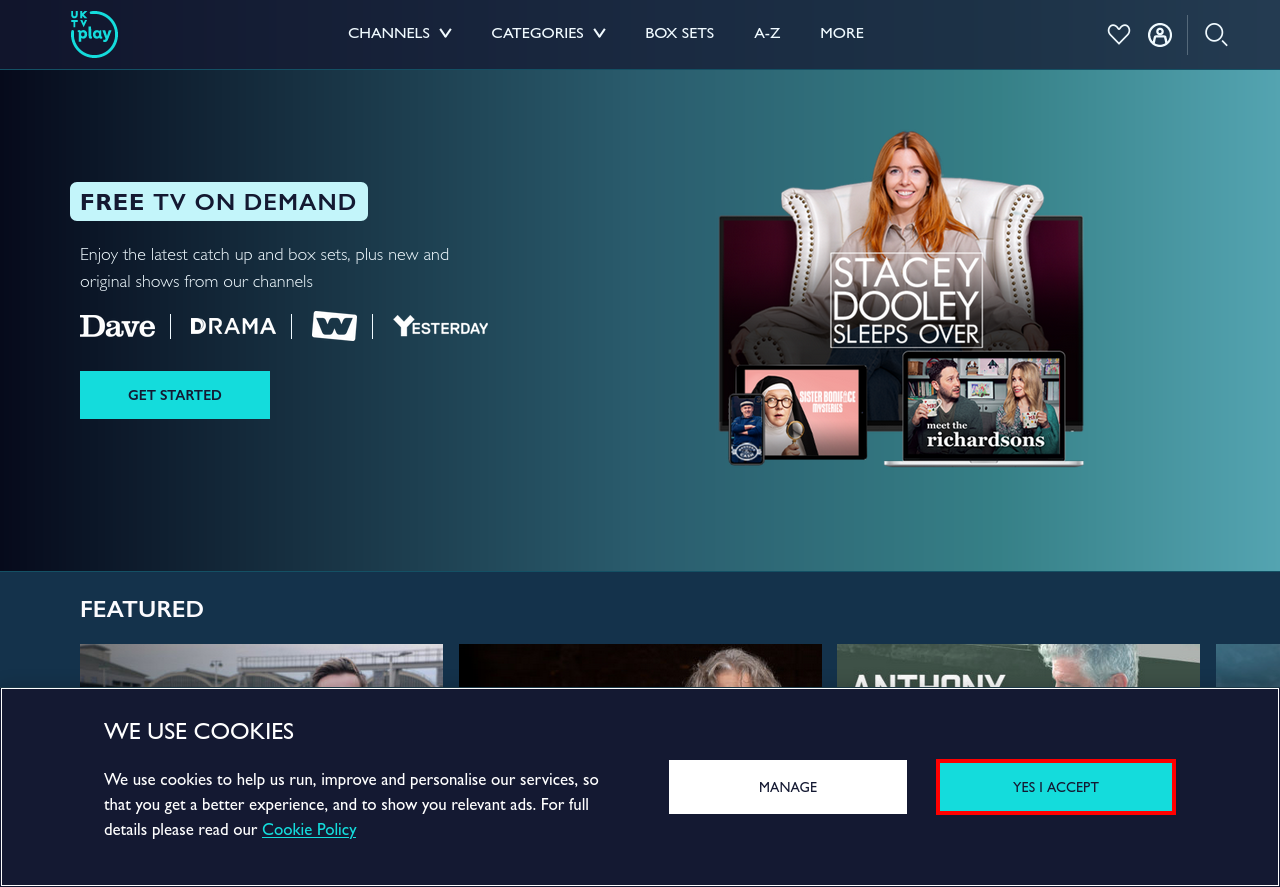 UK
TV
play
CHANNELS
CATEGORIES
BOX SETS
A-Z
MORE
FREE TV ON DEMAND
Enjoy the latest catch up and box sets, plus new and
original shows from our channels
Dave
DRAMA
W
YESTERDAY
GET STARTED
STACEY
DOOLEY
SLEEPS OVER
SISTER BONIFACE
MYSTERIES
meet the
richardsons
FEATURED
ANTHONY
WE USE COOKIES
We use cookies to help us run, improve and personalise our services, so
that you get a better experience, and to show you relevant ads. For full
details please read our Cookie Policy
MANAGE
YES I ACCEPT